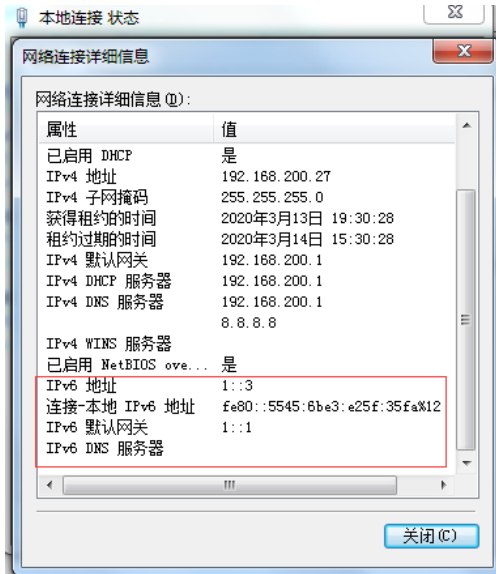 本地连接 状态
网络连接详细信息
网络连接详细信息(D):
属性 值
已启用 DHCP 是
IPv4 地址 192.168.200.27
IPv4 子网掩码 255.255.255.0
获得租约的时间 2020年3月13日 19:30:28
租约过期的时间 2020年3月14日 15:30:28
IPv4 默认网关 192.168.200.1
IPv4 DHCP 服务器 192.168.200.1
IPv4 DNS 服务器 192.168.200.1
8.8.8.8
IPv4 WINS 服务器
已启用 NetBIOS ove... 是
IPv6 地址 1::3
连接-本地 IPv6 地址 fe80::5545:6be3:e25f:35fa%12
IPv6 默认网关 1::1
IPv6 DNS 服务器
关闭(C)